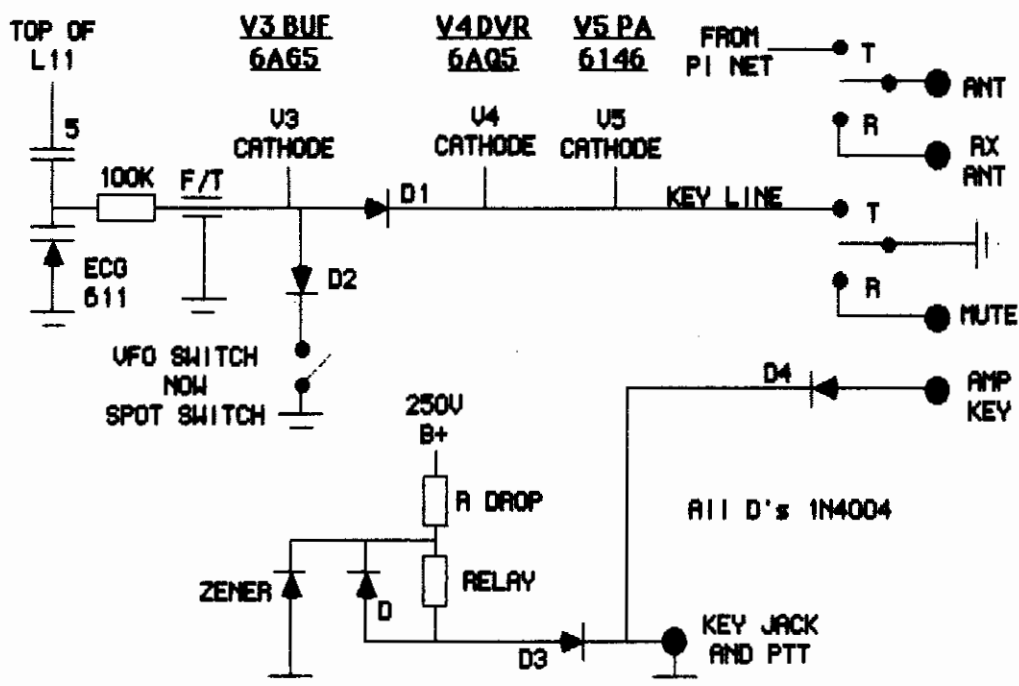 TOP OF
L11
V3 BUF
6AG5
V4 DVR
6AQ5
V5 PA
6146
FROM
PI NET
T
ANT
R
RX
ANT
5
V3
CATHODE
V4
CATHODE
V5
CATHODE
100K
F/T
D1
KEY LINE
T
R
MUTE
ECG
611
D2
VFO SWITCH
NOW
SPOT SWITCH
D4
AMP
KEY
250V
B+
R DROP
All D's 1N4004
ZENER
D
RELAY
D3
KEY JACK
AND PTT